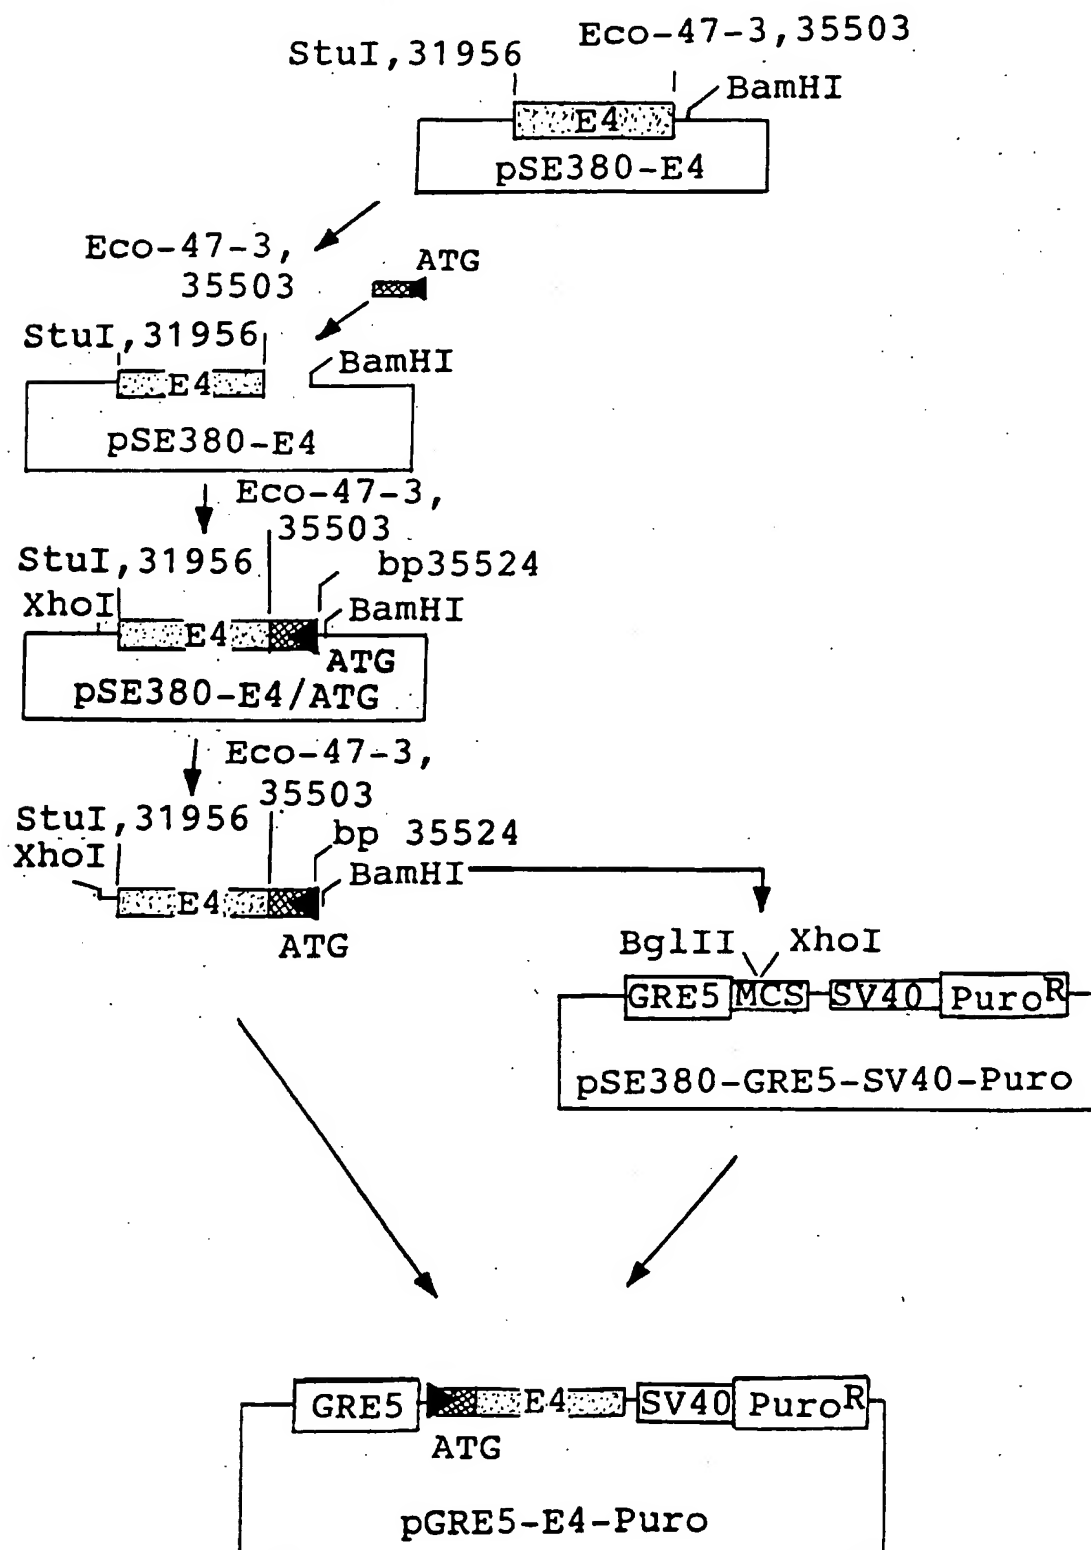 StuI,31956
Eco-47-3,35503
BamHI
E4
pSE380-E4
Eco-47-3,
35503
ATG
StuI,31956
BamHI
E4
pSE380-E4
Eco-47-3,
35503
StuI,31956
bp35524
XhoI
BamHI
E4
ATG
pSE380-E4/ATG
Eco-47-3,
35503
StuI,31956
bp 35524
XhoI
BamHI
E4
ATG
BglII
XhoI
GRE5
MCS
SV40
PuroR
pSE380-GRE5-SV40-Puro
GRE5
E4
SV40
PuroR
ATG
pGRE5-E4-Puro